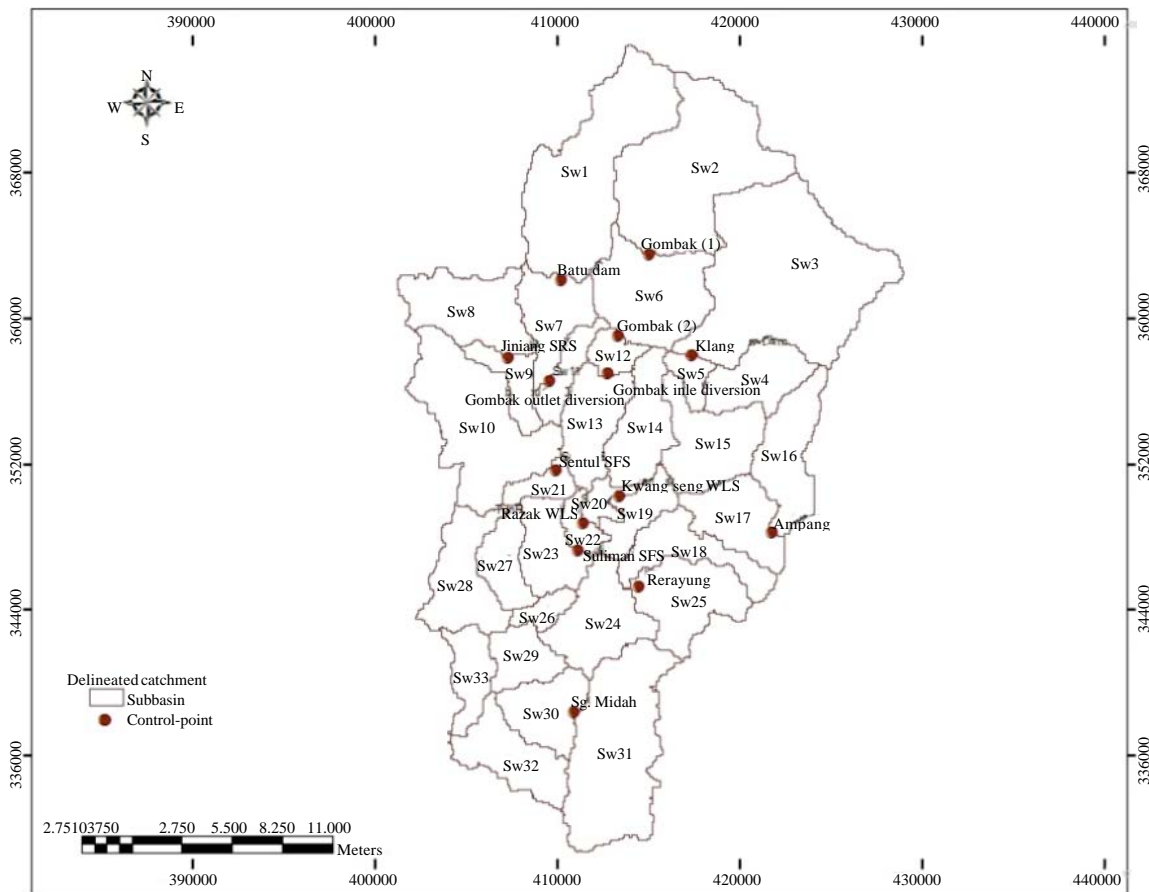 390000 400000 410000 420000 430000 440000
N
W E
S
368000 368000
Sw1 Sw2
Gombak (1)
Sw3
Batu dam
Sw6
Sw8
360000 360000
Sw7 Gombak (2)
Jiniang SRS Klang
Sw12
Sw9 Sw5 Sw4
Gombak inle diversion
Gombak outlet diversion
Sw10 Sw13 Sw14
Sw15
Sw16
352000 352000
Sentul SFS
Sw21 Kwang seng WLS
Sw20
Razak WLS Sw19 Sw17
Ampang
Sw22
Sw23 Suliman SFS Sw18
Sw27
Sw28 Rerayung
Sw25
344000 344000
Sw26 Sw24
Sw29
Sw33
Delineated catchment
Subbasin
Sg. Midah
Sw30
Control-point
Sw31
336000 336000
Sw32
2.75103750 2.750 5.500 8.250 11.000
Meters
390000 400000 410000 420000 430000 440000